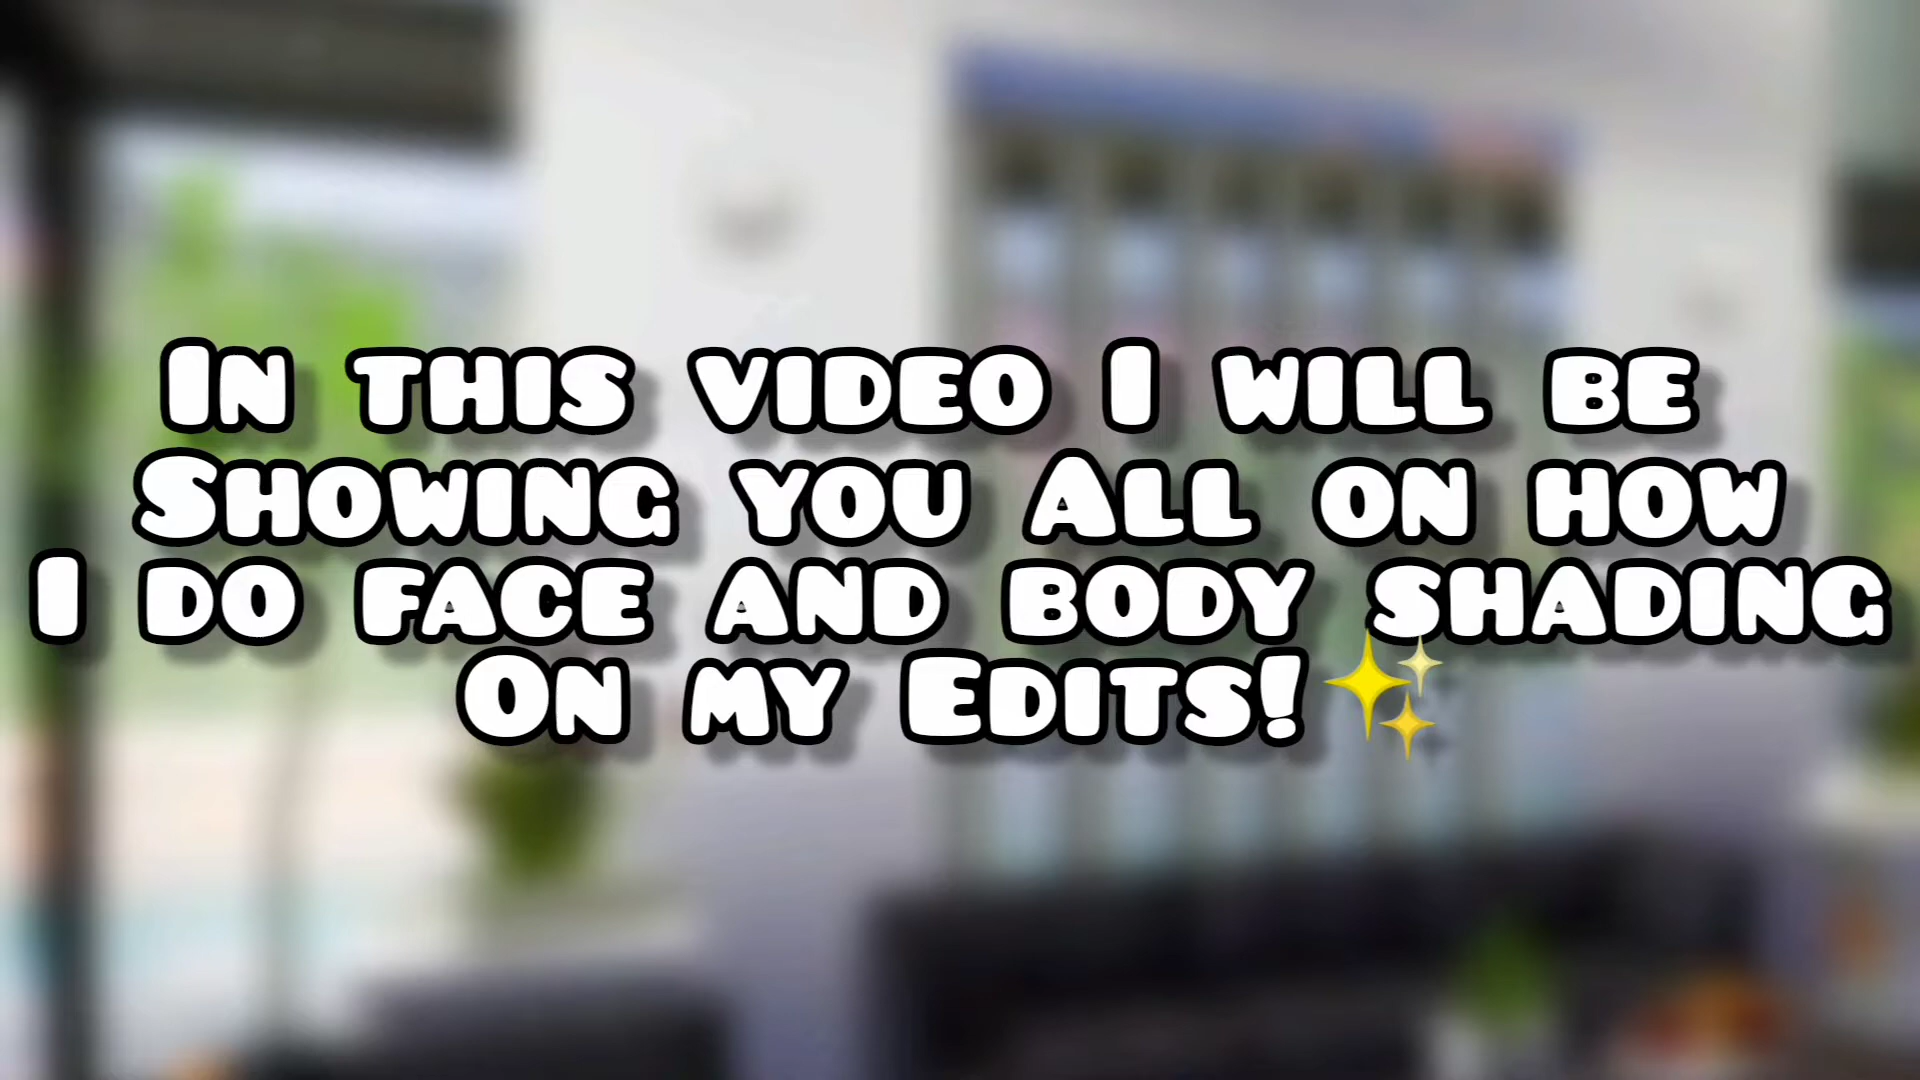 In this video I will be
Showing you All on how
I do face and body shading
On my Edits!✨